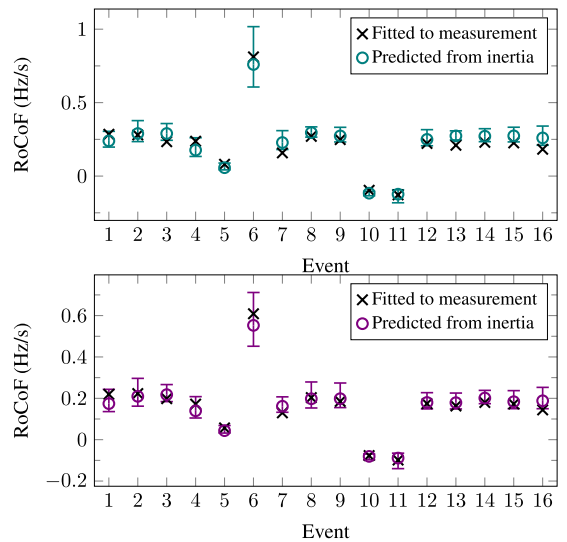 1
0.5
0
RoCoF (Hz/s)
Fitted to measurement
Predicted from inertia
1 2 3 4 5 6 7 8 9 10 11 12 13 14 15 16
Event
0.6
0.4
0.2
0
−0.2
RoCoF (Hz/s)
Fitted to measurement
Predicted from inertia
1 2 3 4 5 6 7 8 9 10 11 12 13 14 15 16
Event